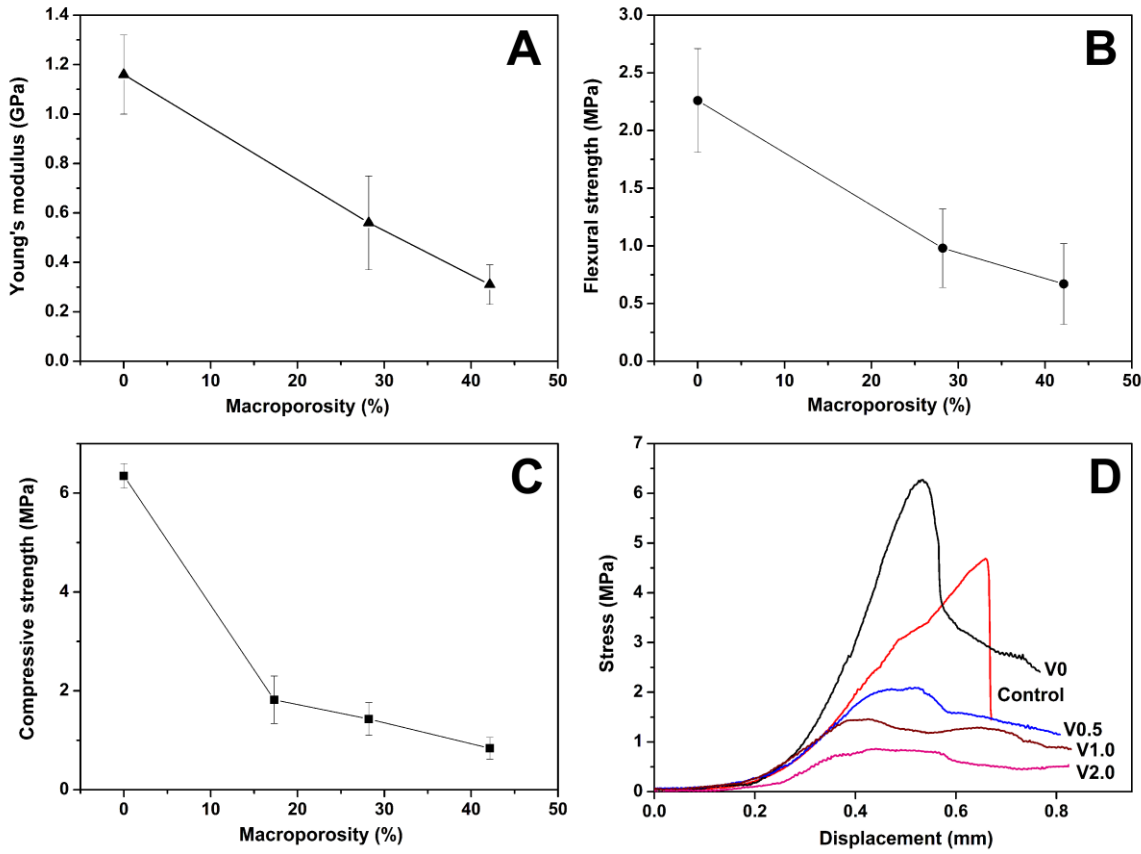 A
Young's modulus (GPa)
1.4
1.2
1.0
0.8
0.6
0.4
0.2
0.0
0 10 20 30 40 50
Macroporosity (%)
B
Flexural strength (MPa)
3.0
2.5
2.0
1.5
1.0
0.5
0.0
0 10 20 30 40 50
Macroporosity (%)
C
Compressive strength (MPa)
6
4
2
0
0 10 20 30 40 50
Macroporosity (%)
D
Stress (MPa)
7
6
5
4
3
2
1
0
V0
Control
V0.5
V1.0
V2.0
0.0 0.2 0.4 0.6 0.8
Displacement (mm)